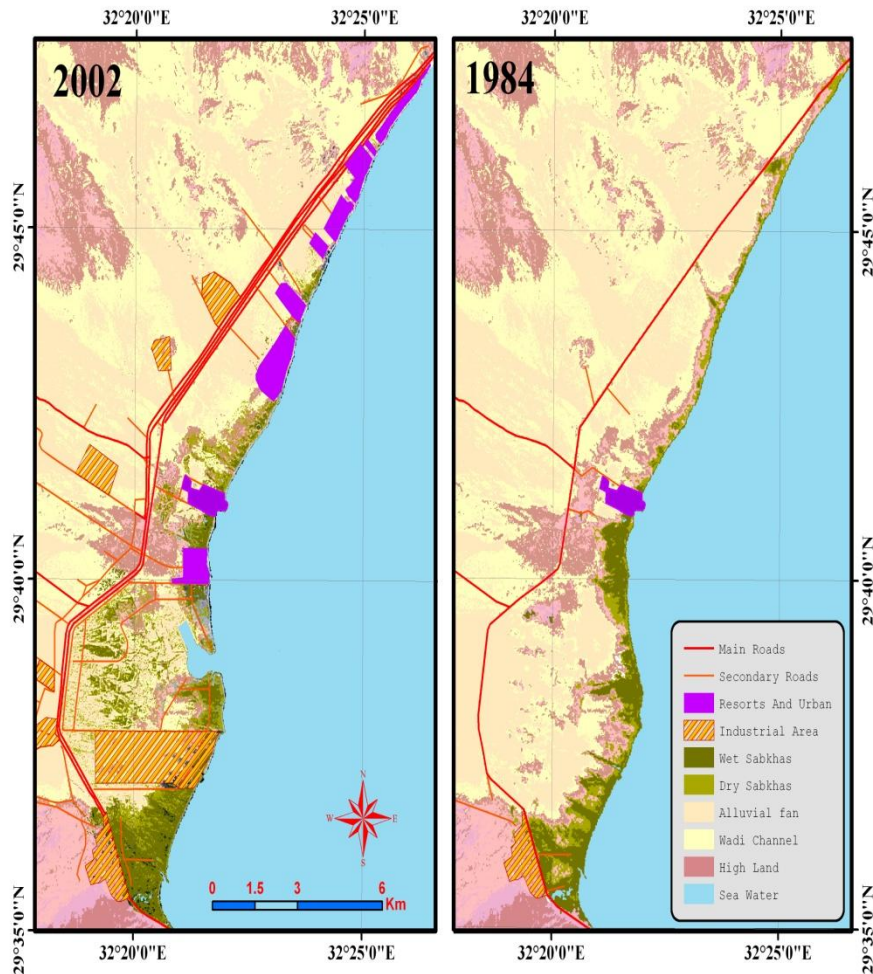 32°20'0"E 32°25'0"E 32°20'0"E 32°25'0"E
2002
1984
29°45'0"N
29°45'0"N
29°40'0"N
29°40'0"N
29°35'0"N
29°35'0"N
N
W E
S
0 1.5 3 6
Km
Main Roads
Secondary Roads
Resorts And Urban
Industrial Area
Wet Sabkhas
Dry Sabkhas
Alluvial fan
Wadi Channel
High Land
Sea Water
32°20'0"E 32°25'0"E 32°20'0"E 32°25'0"E